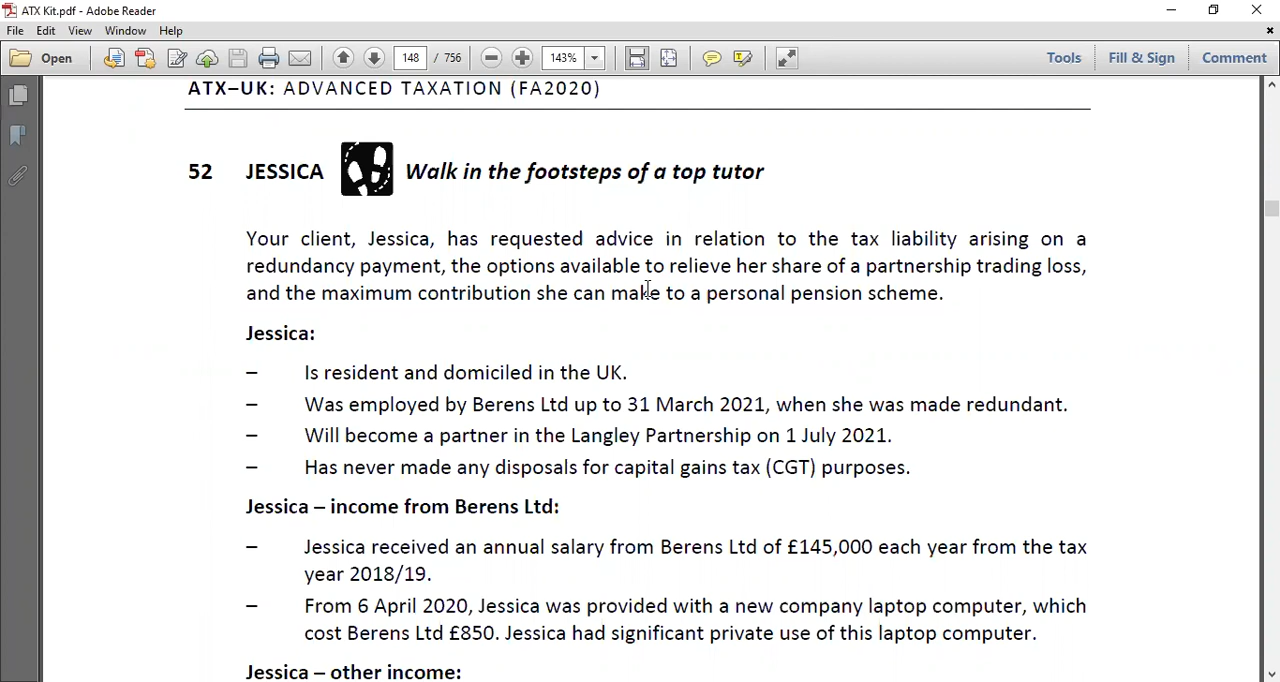 ATX Kit.pdf - Adobe Reader
File Edit View Window Help
Open 148 / 756 143% Tools Fill & Sign Comment
ATX–UK: ADVANCED TAXATION (FA2020)
52 JESSICA Walk in the footsteps of a top tutor
Your client, Jessica, has requested advice in relation to the tax liability arising on a
redundancy payment, the options available to relieve her share of a partnership trading loss,
and the maximum contribution she can make to a personal pension scheme.
Jessica:
– Is resident and domiciled in the UK.
– Was employed by Berens Ltd up to 31 March 2021, when she was made redundant.
– Will become a partner in the Langley Partnership on 1 July 2021.
– Has never made any disposals for capital gains tax (CGT) purposes.
Jessica – income from Berens Ltd:
– Jessica received an annual salary from Berens Ltd of £145,000 each year from the tax
year 2018/19.
– From 6 April 2020, Jessica was provided with a new company laptop computer, which
cost Berens Ltd £850. Jessica had significant private use of this laptop computer.
Jessica – other income: